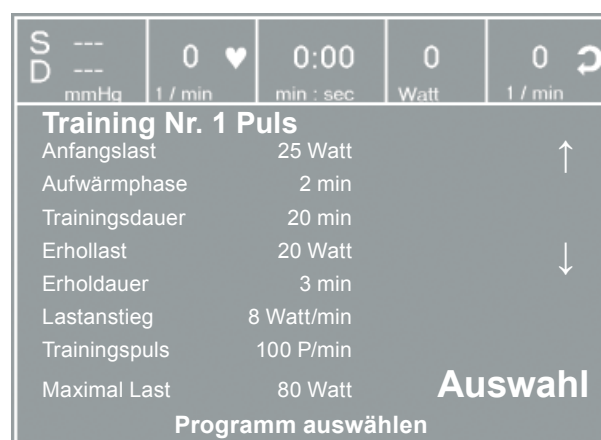 S --- 0 ♥ 0:00 0 0
D ---
mmHg 1 / min min : sec Watt 1 / min
Training Nr. 1 Puls
Anfangslast 25 Watt ↑
Aufwärmphase 2 min
Trainingsdauer 20 min
Erhollast 20 Watt ↓
Erholdauer 3 min
Lastanstieg 8 Watt/min
Trainingspuls 100 P/min
Maximal Last 80 Watt Auswahl
Programm auswählen